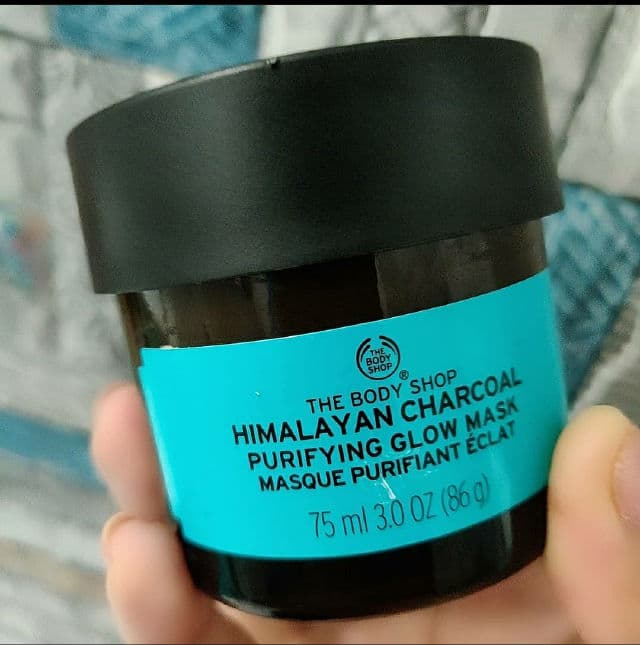 THE
BODY
SHOP
®
THE BODY SHOP
HIMALAYAN CHARCOAL
PURIFYING GLOW MASK
MASQUE PURIFIANT ÉCLAT
75 ml 3.0 OZ (86 g)